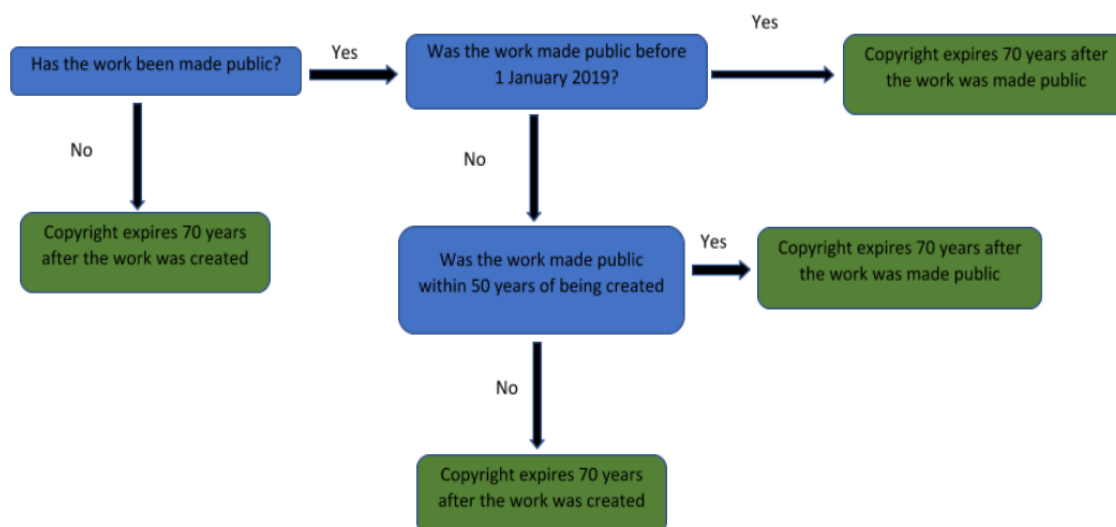 Has the work been made public?
Yes
Was the work made public before
1 January 2019?
Yes
Copyright expires 70 years after
the work was made public
No
No
Copyright expires 70 years
after the work was created
Was the work made public
within 50 years of being created
Yes
Copyright expires 70 years after
the work was made public
No
Copyright expires 70 years
after the work was created